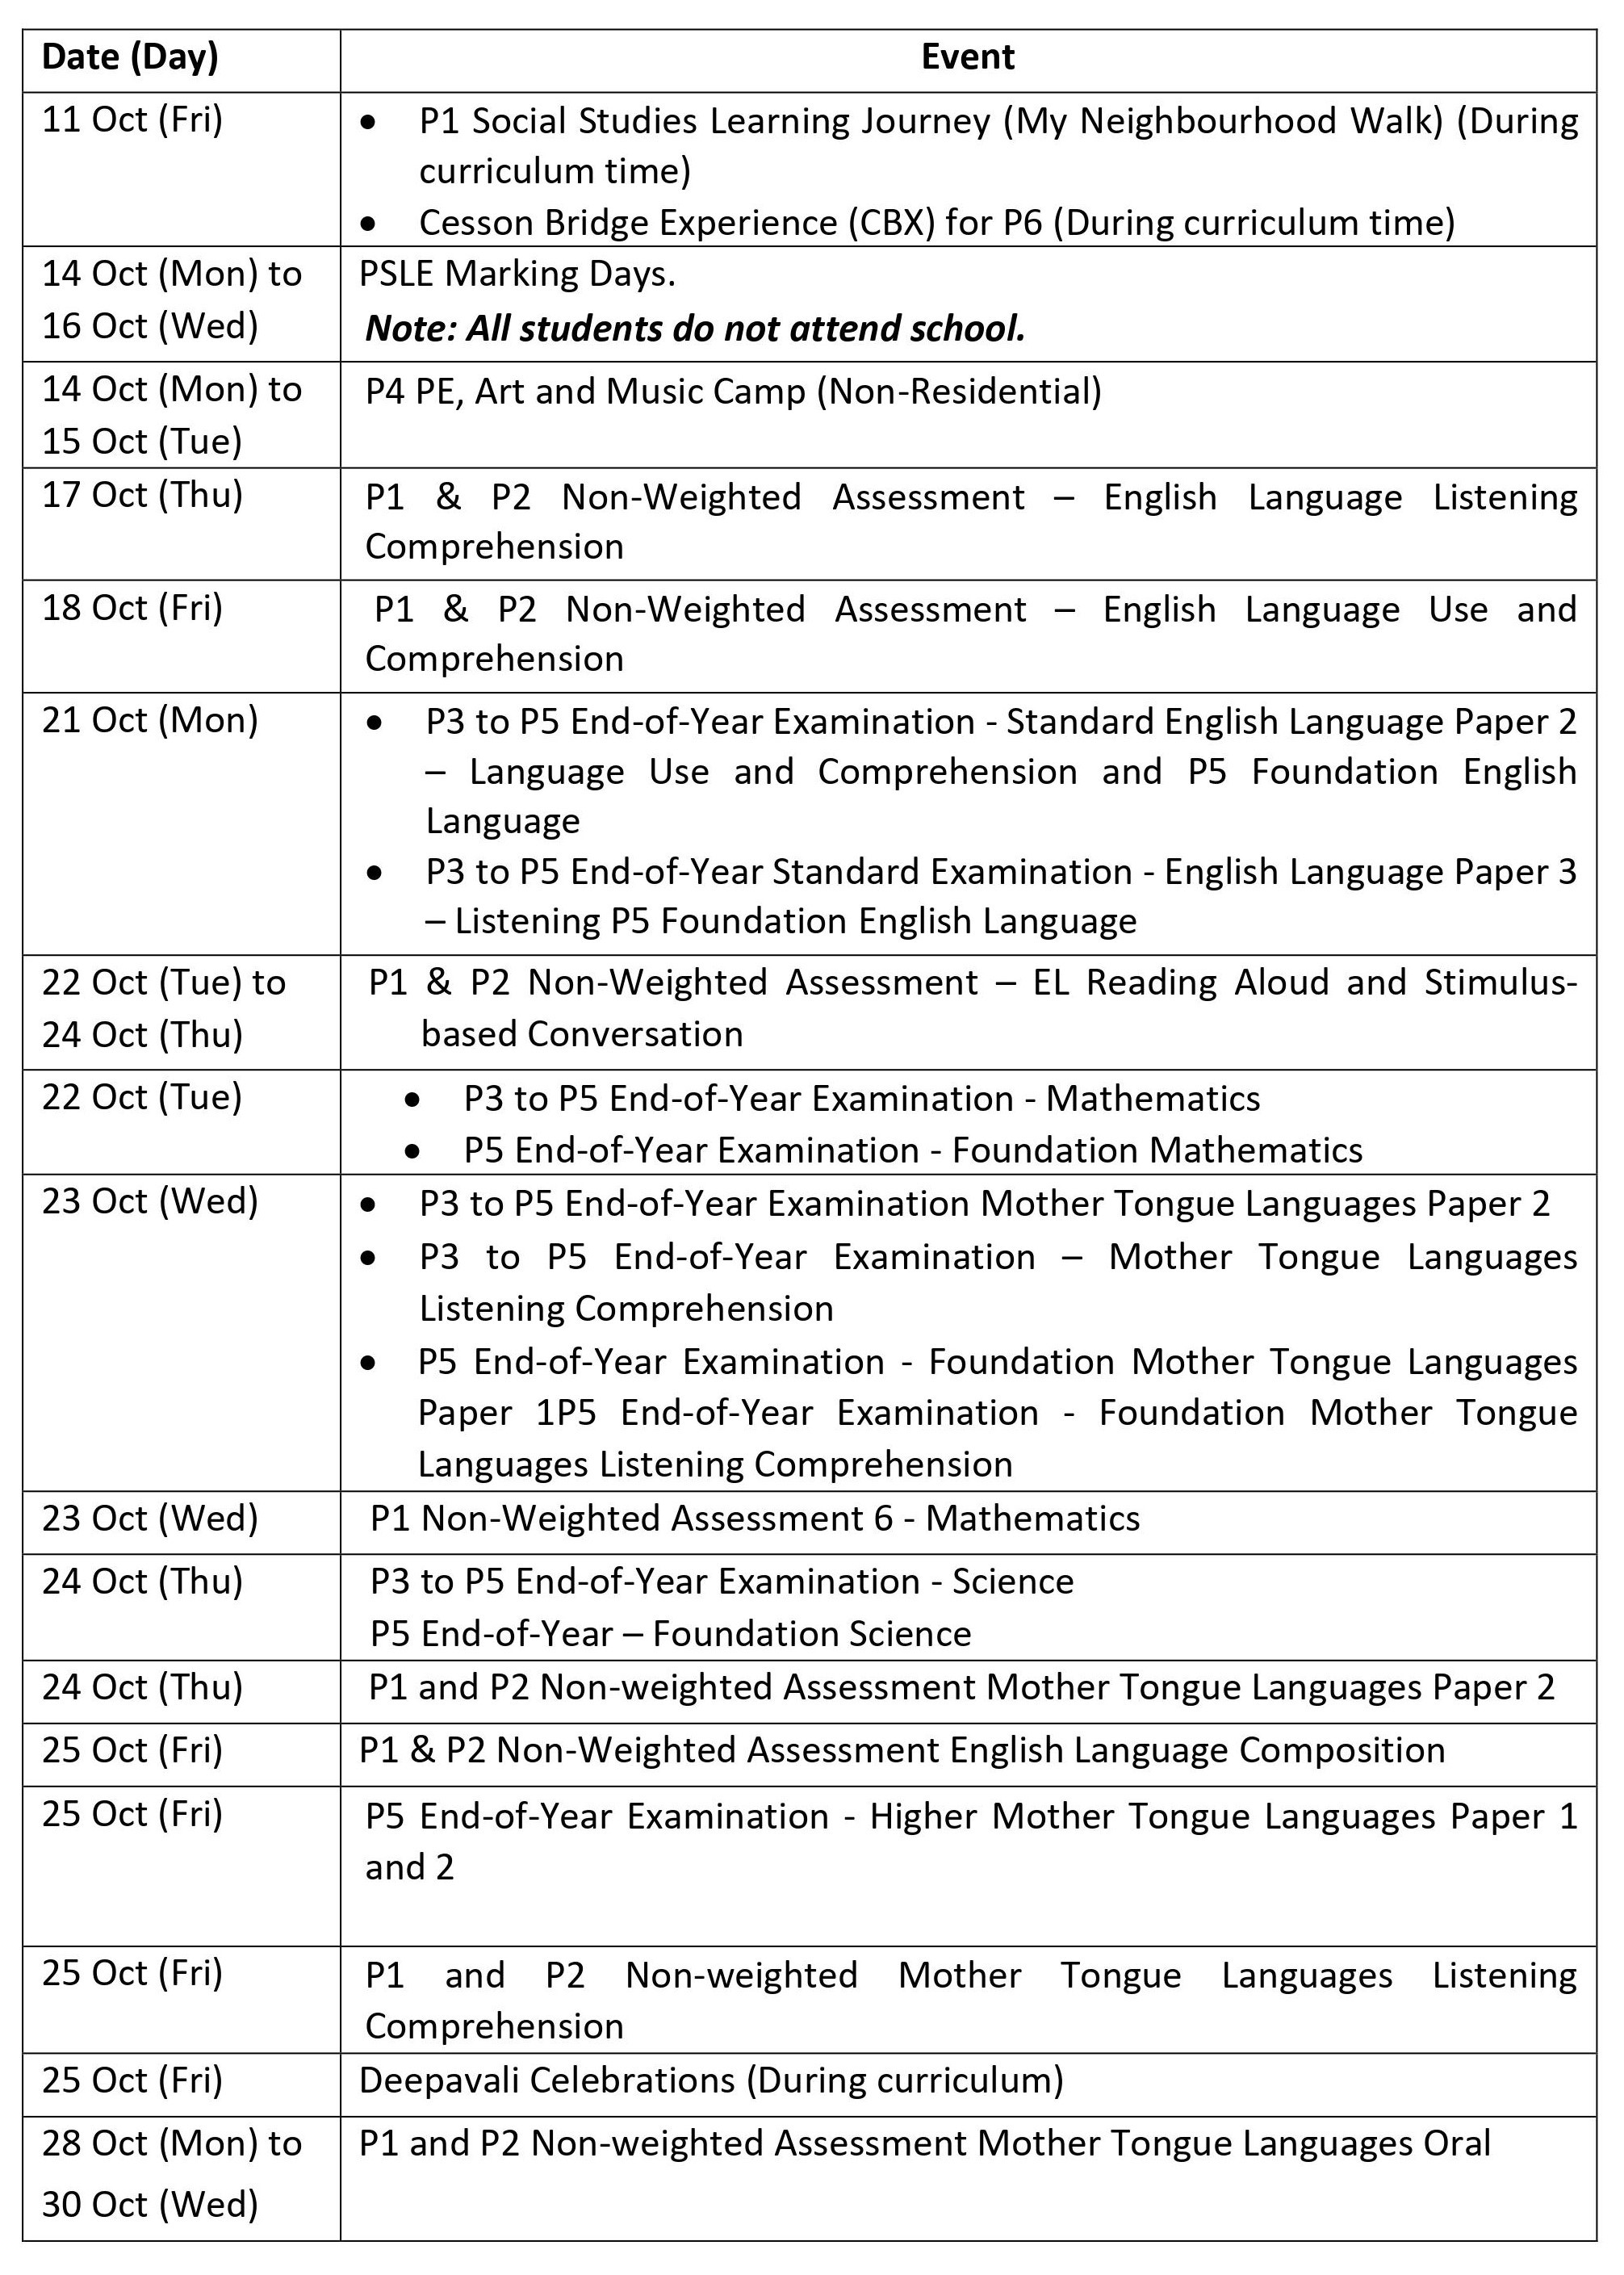 Date (Day) Event
11 Oct (Fri)
• P1 Social Studies Learning Journey (My Neighbourhood Walk) (During
curriculum time)
• Cesson Bridge Experience (CBX) for P6 (During curriculum time)
14 Oct (Mon) to
16 Oct (Wed)
PSLE Marking Days.
Note: All students do not attend school.
14 Oct (Mon) to
15 Oct (Tue)
P4 PE, Art and Music Camp (Non-Residential)
17 Oct (Thu)
P1 & P2 Non-Weighted Assessment – English Language Listening
Comprehension
18 Oct (Fri)
P1 & P2 Non-Weighted Assessment – English Language Use and
Comprehension
21 Oct (Mon)
• P3 to P5 End-of-Year Examination - Standard English Language Paper 2
– Language Use and Comprehension and P5 Foundation English
Language
• P3 to P5 End-of-Year Standard Examination - English Language Paper 3
– Listening P5 Foundation English Language
22 Oct (Tue) to
24 Oct (Thu)
P1 & P2 Non-Weighted Assessment – EL Reading Aloud and Stimulus-
based Conversation
22 Oct (Tue)
• P3 to P5 End-of-Year Examination - Mathematics
• P5 End-of-Year Examination - Foundation Mathematics
23 Oct (Wed)
• P3 to P5 End-of-Year Examination Mother Tongue Languages Paper 2
• P3 to P5 End-of-Year Examination – Mother Tongue Languages
Listening Comprehension
• P5 End-of-Year Examination - Foundation Mother Tongue Languages
Paper 1P5 End-of-Year Examination - Foundation Mother Tongue
Languages Listening Comprehension
23 Oct (Wed)
P1 Non-Weighted Assessment 6 - Mathematics
24 Oct (Thu)
P3 to P5 End-of-Year Examination - Science
P5 End-of-Year – Foundation Science
24 Oct (Thu)
P1 and P2 Non-weighted Assessment Mother Tongue Languages Paper 2
25 Oct (Fri)
P1 & P2 Non-Weighted Assessment English Language Composition
25 Oct (Fri)
P5 End-of-Year Examination - Higher Mother Tongue Languages Paper 1
and 2
25 Oct (Fri)
P1 and P2 Non-weighted Mother Tongue Languages Listening
Comprehension
25 Oct (Fri)
Deepavali Celebrations (During curriculum)
28 Oct (Mon) to
30 Oct (Wed)
P1 and P2 Non-weighted Assessment Mother Tongue Languages Oral